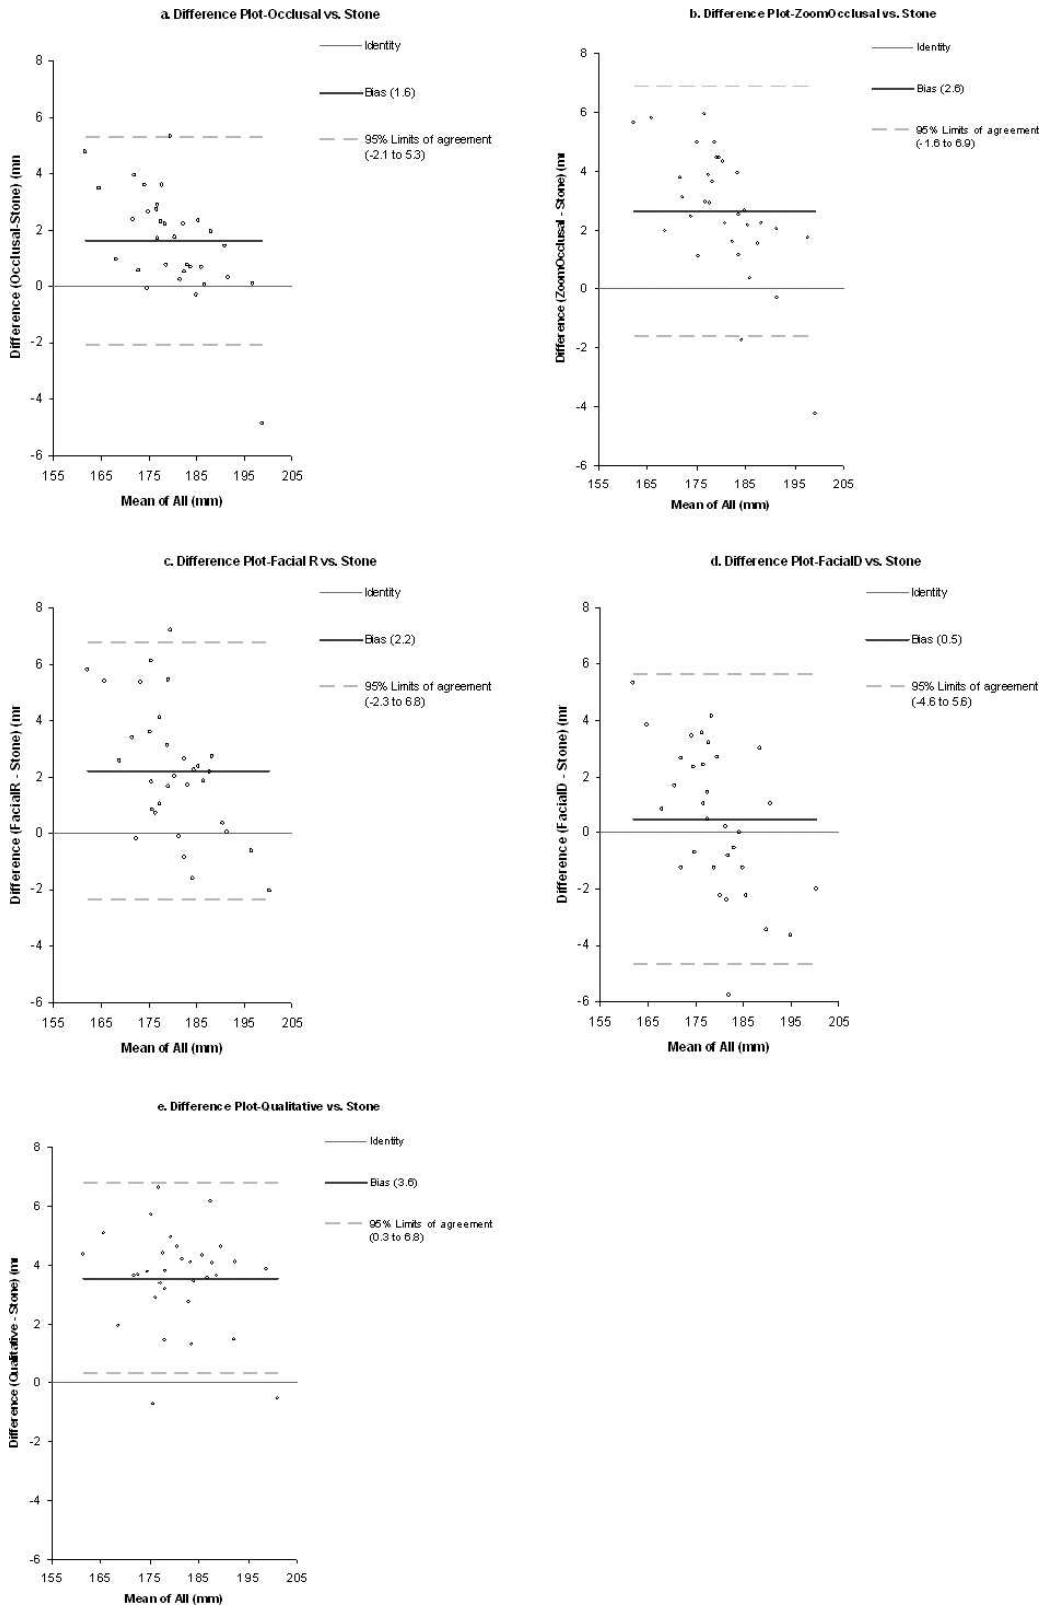 a. Difference Plot-Occlusal vs. Stone
Identity
Bias (1.6)
95% Limits of agreement
(-2.1 to 5.3)
8
6
4
2
0
-2
-4
-6
155 165 175 185 195 205
Difference (Occlusal-Stone) (mn
Mean of All (mm)
b. Difference Plot-ZoomOcclusal vs. Stone
Identity
Bias (2.6)
95% Limits of agreement
(-1.6 to 6.9)
8
6
4
2
0
-2
-4
-6
155 165 175 185 195 205
Difference (ZoomOcclusal - Stone) (mr
Mean of All (mm)
c. Difference Plot-Facial R vs. Stone
Identity
Bias (2.2)
95% Limits of agreement
(-2.3 to 6.8)
8
6
4
2
0
-2
-4
-6
155 165 175 185 195 205
Difference (FacialR - Stone) (mr
Mean of All (mm)
d. Difference Plot-FacialD vs. Stone
Identity
Bias (0.5)
95% Limits of agreement
(-4.6 to 5.6)
8
6
4
2
0
-2
-4
-6
155 165 175 185 195 205
Difference (FacialD - Stone) (mr
Mean of All (mm)
e. Difference Plot-Qualitative vs. Stone
Identity
Bias (3.6)
95% Limits of agreement
(0.3 to 6.8)
8
6
4
2
0
-2
-4
-6
155 165 175 185 195 205
Difference (Qualitative - Stone) (mr
Mean of All (mm)